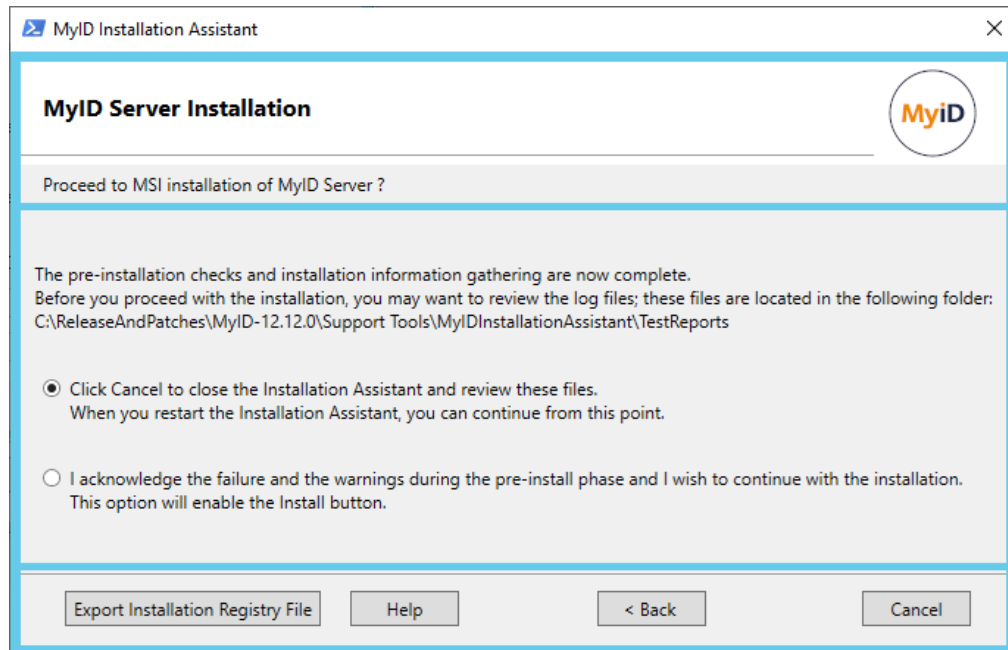 MyID Installation Assistant
MyID Server Installation
MyiD
Proceed to MSI installation of MyID Server ?
The pre-installation checks and installation information gathering are now complete.
Before you proceed with the installation, you may want to review the log files; these files are located in the following folder:
C:\ReleaseAndPatches\MyID-12.12.0\Support Tools\MyIDInstallationAssistant\TestReports
Click Cancel to close the Installation Assistant and review these files.
When you restart the Installation Assistant, you can continue from this point.
I acknowledge the failure and the warnings during the pre-install phase and I wish to continue with the installation.
This option will enable the Install button.
Export Installation Registry File
Help
< Back
Cancel